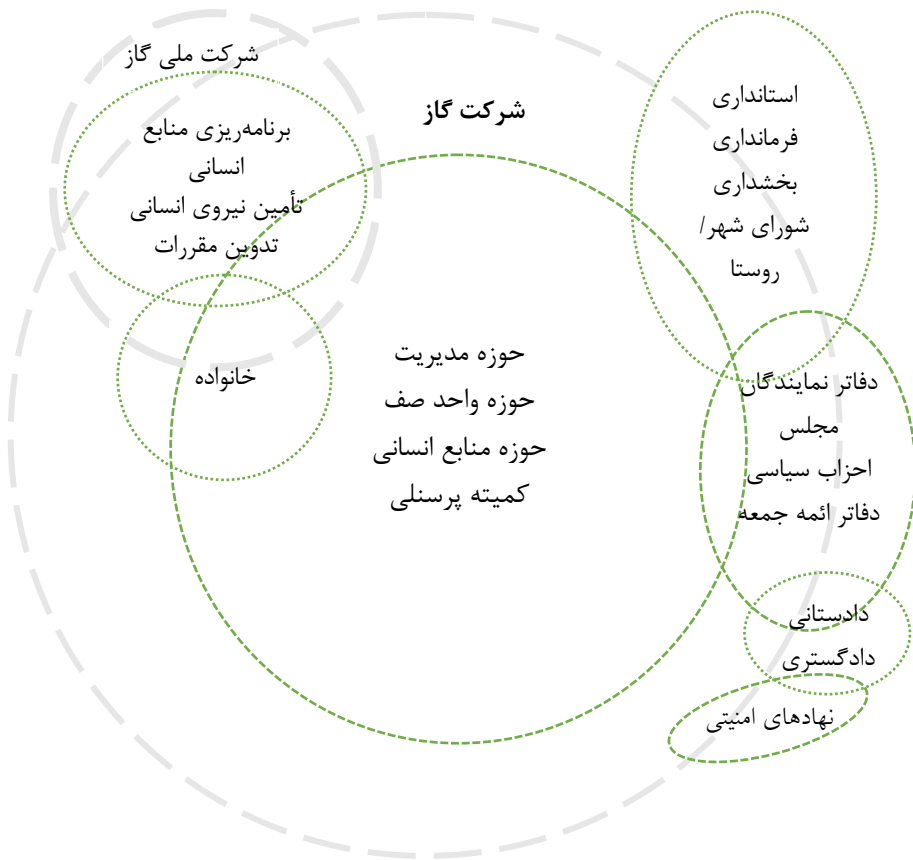 شرکت ملی گاز
برنامه‌ریزی منابع
انسانی
تأمین نیروی انسانی
تدوین مقررات
شرکت گاز
استانداری
فرمانداری
بخشداری
شورای شهر/
روستا
خانواده
حوزه مدیریت
حوزه واحد صف
حوزه منابع انسانی
کمیته پرسنلی
دفاتر نمایندگان
مجلس
احزاب سیاسی
دفاتر ائمه جمعه
دادستانی
دادگستری
نهادهای امنیتی